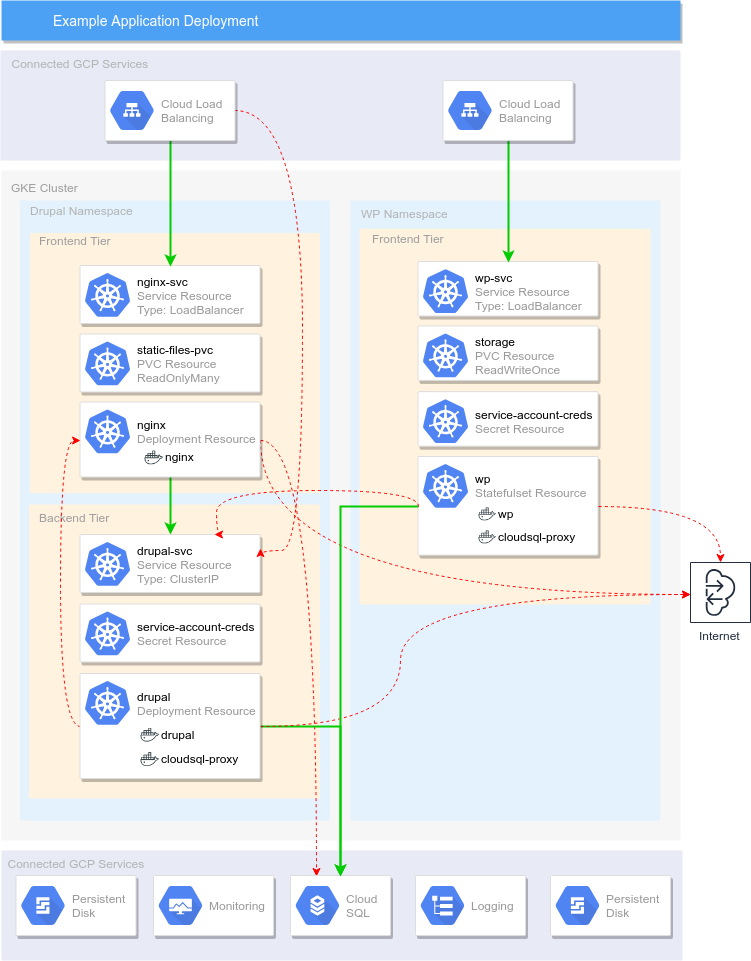 Example Application Deployment
Connected GCP Services
Cloud Load
Balancing
Cloud Load
Balancing
GKE Cluster
Drupal Namespace
Frontend Tier
nginx-svc
Service Resource
Type: LoadBalancer
static-files-pvc
PVC Resource
ReadOnlyMany
nginx
Deployment Resource
nginx
Backend Tier
drupal-svc
Service Resource
Type: ClusterIP
service-account-creds
Secret Resource
drupal
Deployment Resource
drupal
cloudsql-proxy
WP Namespace
Frontend Tier
wp-svc
Service Resource
Type: LoadBalancer
storage
PVC Resource
ReadWriteOnce
service-account-creds
Secret Resource
wp
Statefulset Resource
wp
cloudsql-proxy
Internet
Connected GCP Services
Persistent
Disk
Monitoring
Cloud
SQL
Logging
Persistent
Disk